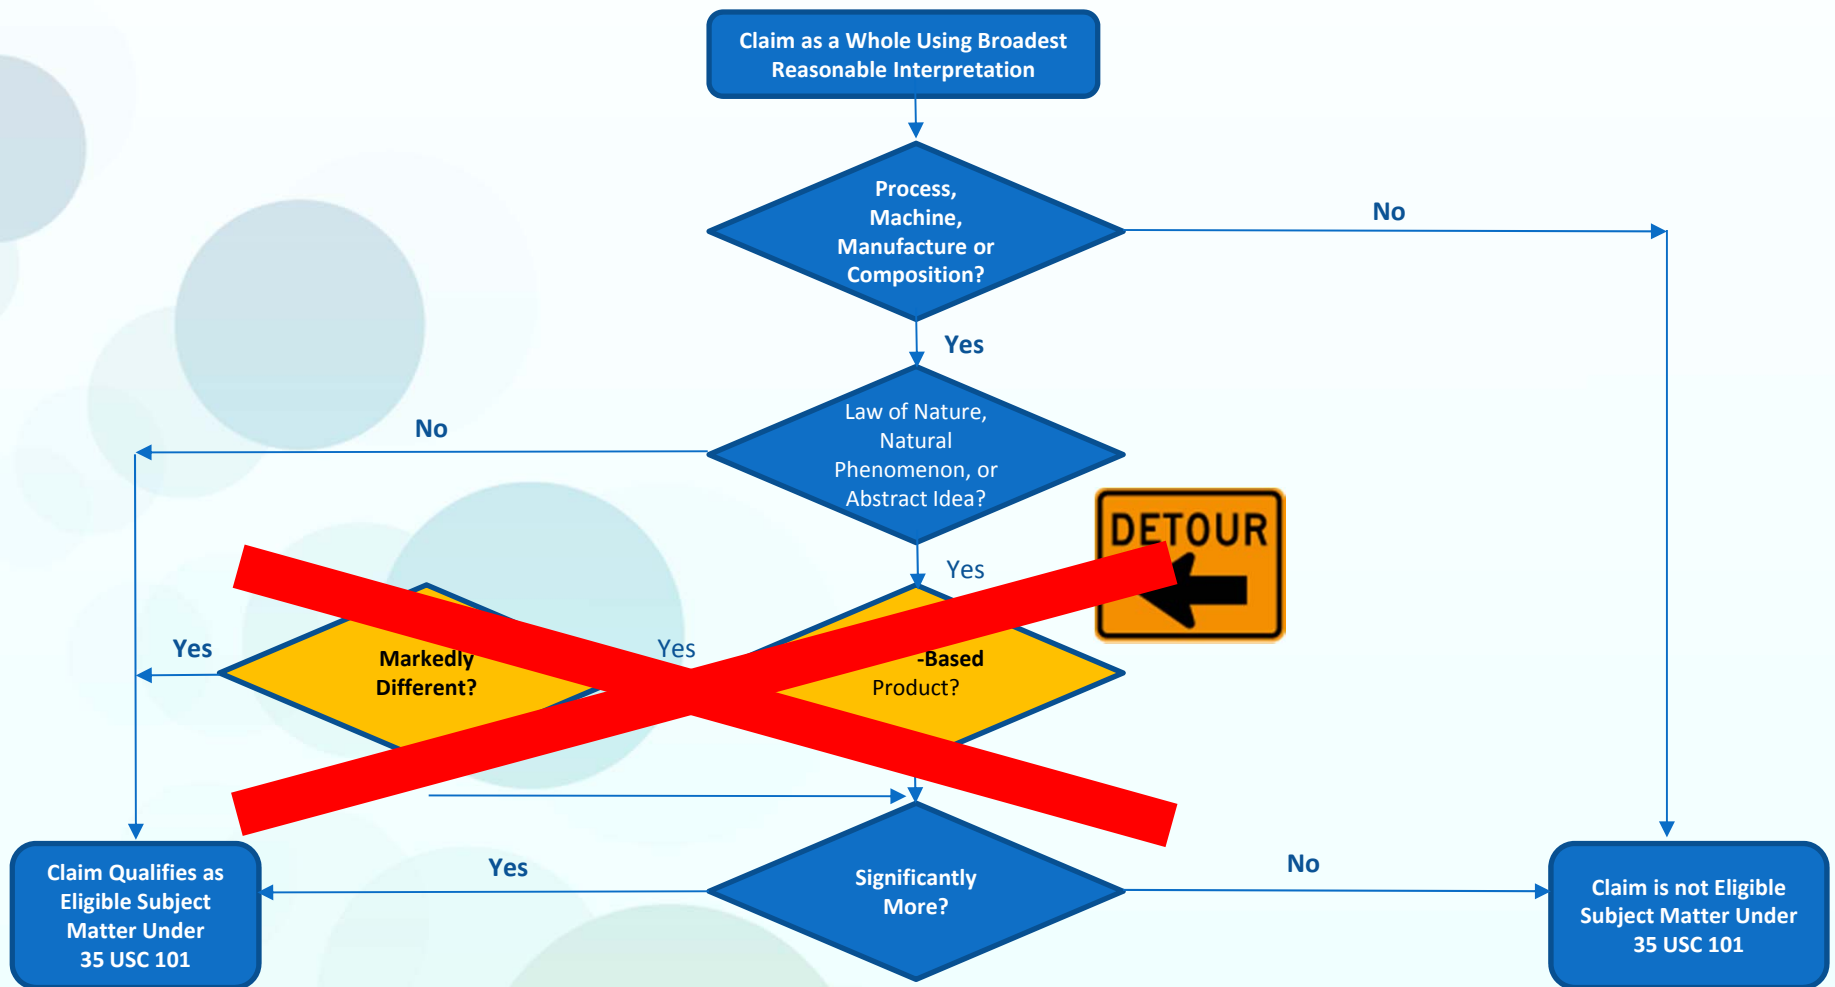 Claim as a Whole Using Broadest
Reasonable Interpretation
Process,
Machine,
Manufacture or
Composition?
No
Yes
Law of Nature,
Natural
Phenomenon, or
Abstract Idea?
No
DETOUR
Yes
Yes
Markedly
Different?
Yes
-Based
Product?
Claim Qualifies as
Eligible Subject
Matter Under
35 USC 101
Yes
Significantly
More?
No
Claim is not Eligible
Subject Matter Under
35 USC 101